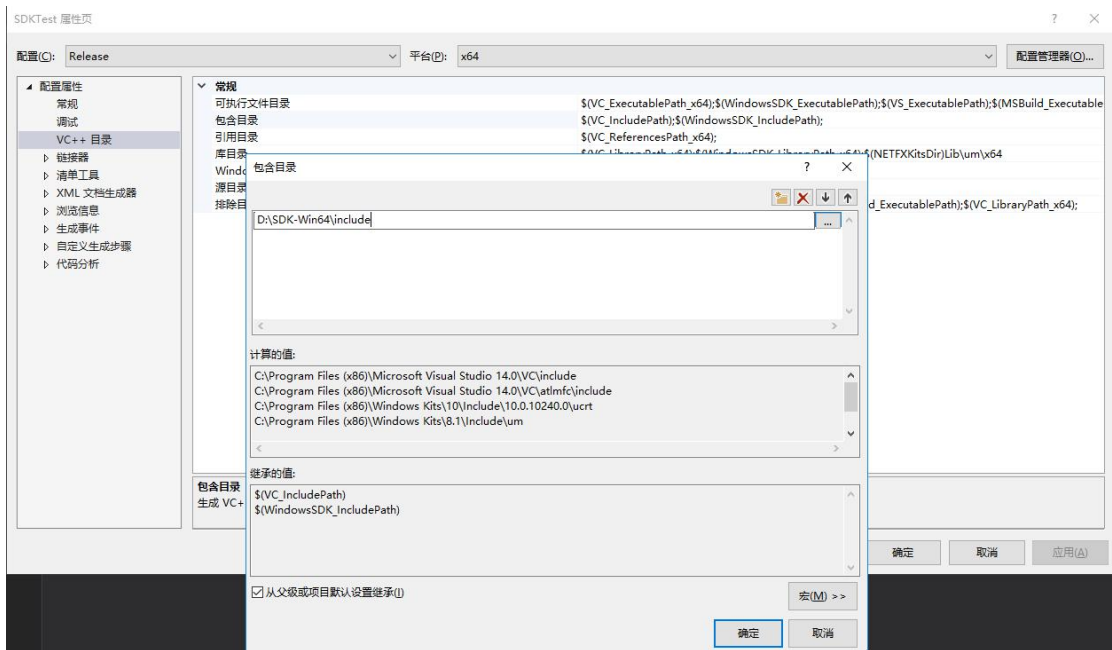 SDKTest 属性页
配置(C): Release 平台(P): x64 配置管理器(O)...
配置属性
常规
调试
VC++ 目录
链接器
清单工具
XML 文档生成器
浏览信息
生成事件
自定义生成步骤
代码分析
常规
可执行文件目录 $(VC_ExecutablePath_x64);$(WindowsSDK_ExecutablePath);$(VS_ExecutablePath);$(MSBuild_Executable
包含目录 $(VC_IncludePath);$(WindowsSDK_IncludePath);
引用目录 $(VC_ReferencesPath_x64);
库目录 $(VC_LibraryPath_x64);$(WindowsSDK_LibraryPath_x64);$(NETFXKitsDir)Lib\um\x64
Windo
源目录
排除目 d_ExecutablePath);$(VC_LibraryPath_x64);
包含目录
D:\SDK-Win64\include
...
计算的值:
C:\Program Files (x86)\Microsoft Visual Studio 14.0\VC\include
C:\Program Files (x86)\Microsoft Visual Studio 14.0\VC\atlmfc\include
C:\Program Files (x86)\Windows Kits\10\Include\10.0.10240.0\ucrt
C:\Program Files (x86)\Windows Kits\8.1\Include\um
继承的值:
$(VC_IncludePath)
$(WindowsSDK_IncludePath)
从父级或项目默认设置继承(I)
宏(M) >>
确定 取消
包含目录
生成 VC+
确定 取消 应用(A)